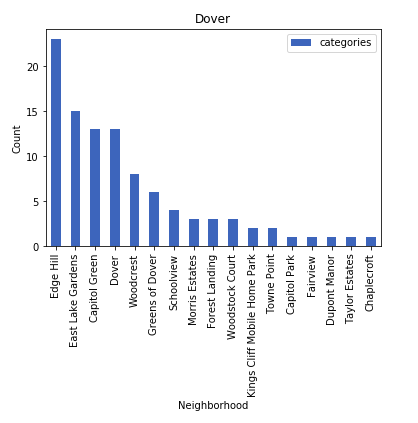 Dover
categories
20
15
10
5
0
Count
Edge Hill
East Lake Gardens
Capitol Green
Dover
Woodcrest
Greens of Dover
Schoolview
Morris Estates
Forest Landing
Woodstock Court
Kings Cliff Mobile Home Park
Towne Point
Capitol Park
Fairview
Dupont Manor
Taylor Estates
Chaplecroft
Neighborhood